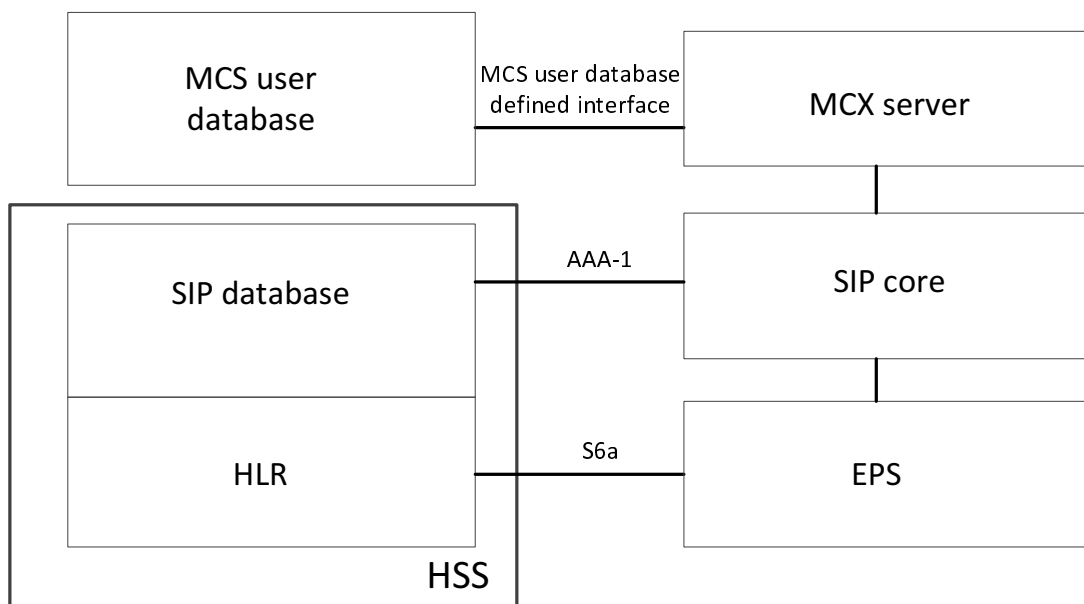 MCS user
database
MCS user database
defined interface
MCX server
SIP database
AAA-1
SIP core
HLR
S6a
EPS
HSS